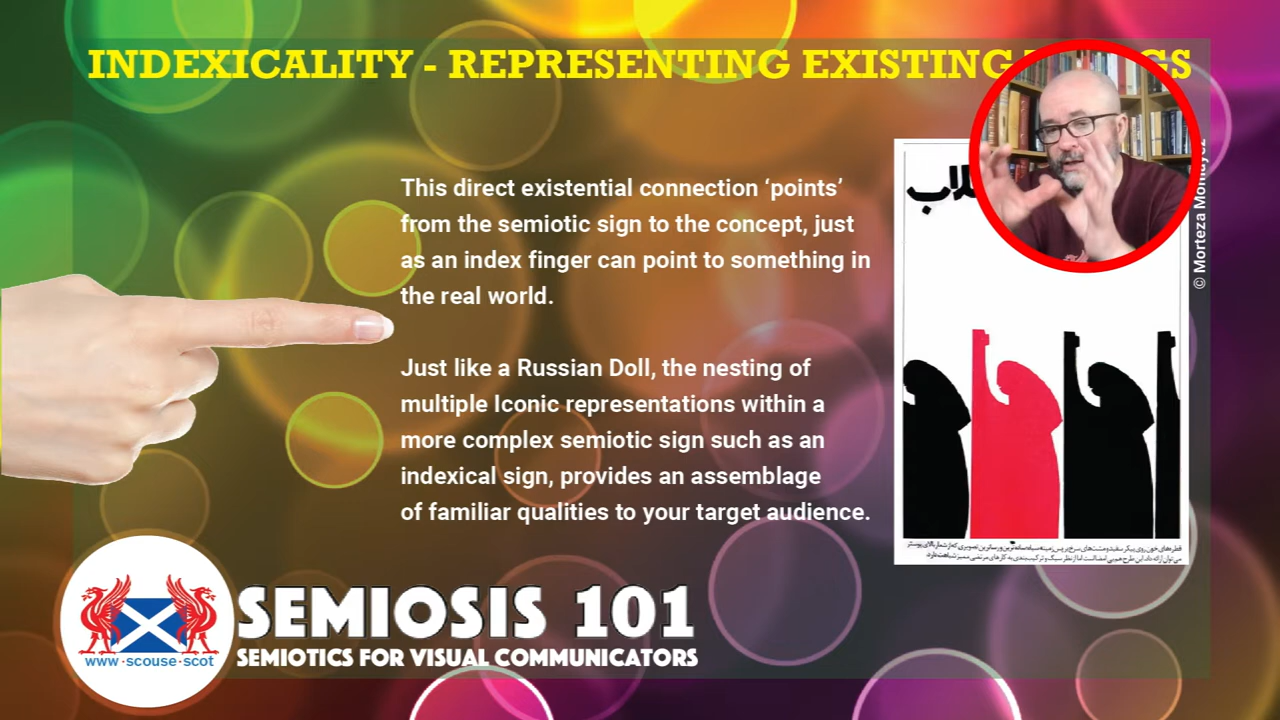 INDEXICALITY - REPRESENTING EXISTING
This direct existential connection ‘points’
from the semiotic sign to the concept, just
as an index finger can point to something in
the real world.
Just like a Russian Doll, the nesting of
multiple Iconic representations within a
more complex semiotic sign such as an
indexical sign, provides an assemblage
of familiar qualities to your target audience.
© Morteza Momayez
SEMIOSIS 101
SEMIOTICS FOR VISUAL COMMUNICATORS
www·scouse·scot